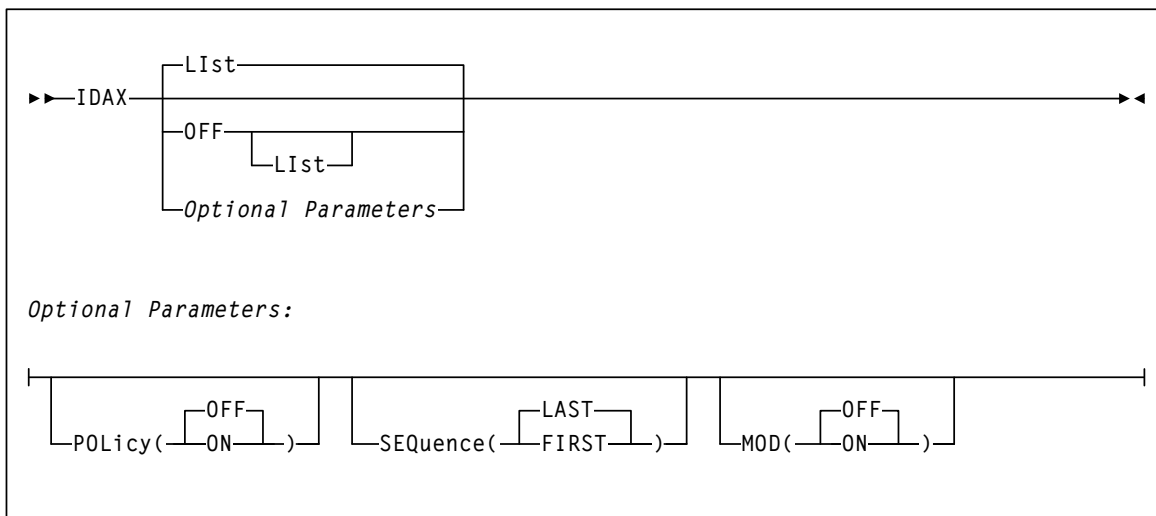 LIst
IDAX
OFF
LIst
Optional Parameters
Optional Parameters:
OFF LAST OFF
POLicy( ON ) SEQuence( FIRST ) MOD( ON )